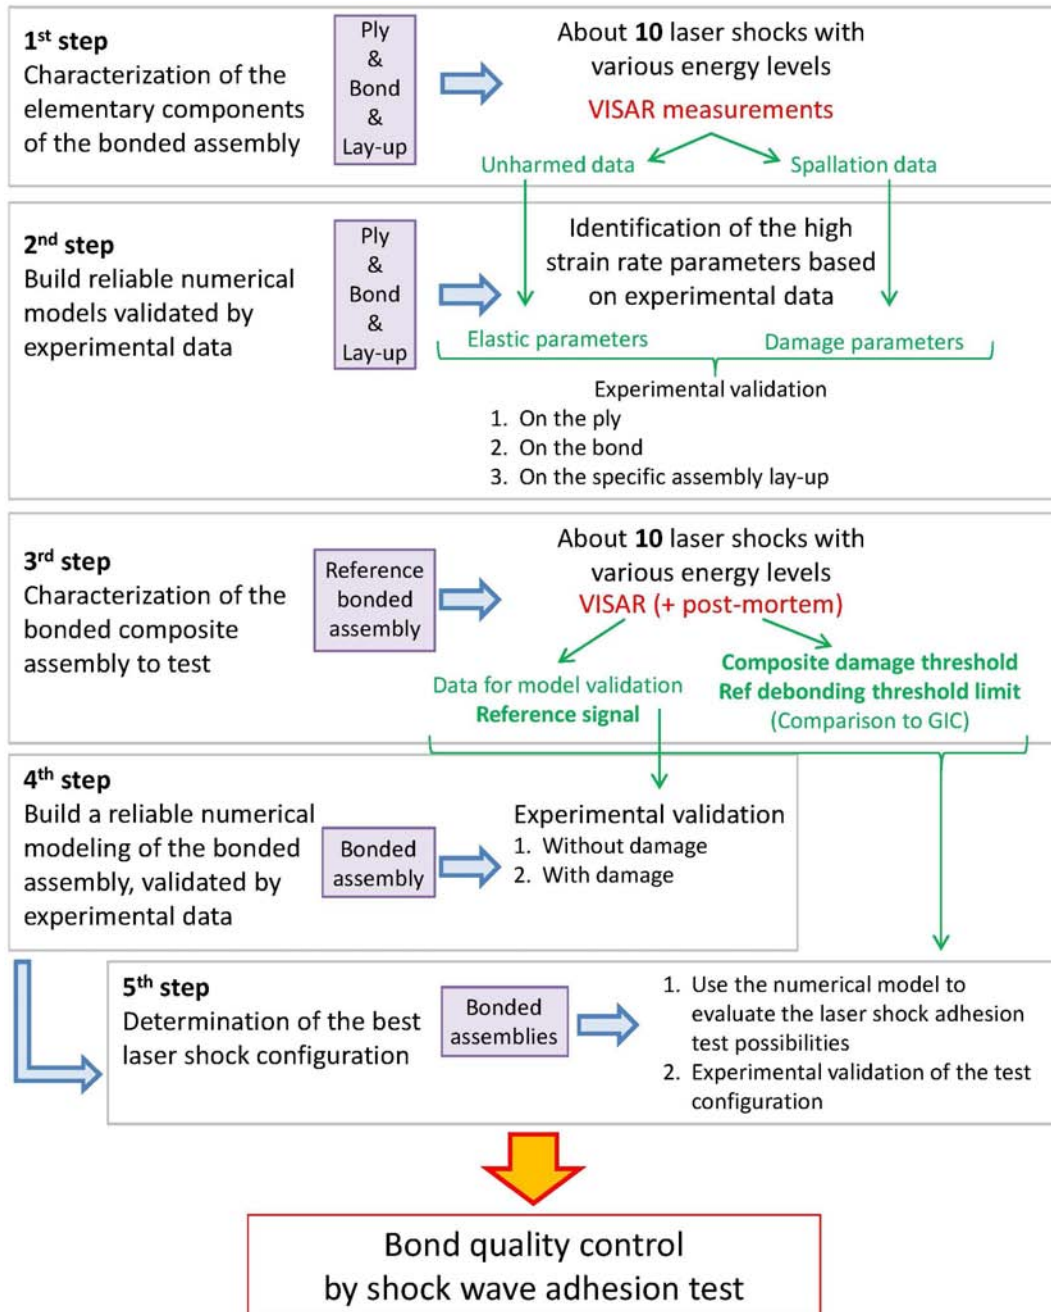 1st step
Characterization of the
elementary components
of the bonded assembly
Ply
&
Bond
&
Lay-up
About 10 laser shocks with
various energy levels
VISAR measurements
Unharmed data
Spallation data
2nd step
Build reliable numerical
models validated by
experimental data
Ply
&
Bond
&
Lay-up
Identification of the high
strain rate parameters based
on experimental data
Elastic parameters
Damage parameters
Experimental validation
1. On the ply
2. On the bond
3. On the specific assembly lay-up
3rd step
Characterization of the
bonded composite
assembly to test
Reference
bonded
assembly
About 10 laser shocks with
various energy levels
VISAR (+ post-mortem)
Data for model validation
Reference signal
Composite damage threshold
Ref debonding threshold limit
(Comparison to GIC)
4th step
Build a reliable numerical
modeling of the bonded
assembly, validated by
experimental data
Bonded
assembly
Experimental validation
1. Without damage
2. With damage
5th step
Determination of the best
laser shock configuration
Bonded
assemblies
1. Use the numerical model to
evaluate the laser shock adhesion
test possibilities
2. Experimental validation of the test
configuration
Bond quality control
by shock wave adhesion test